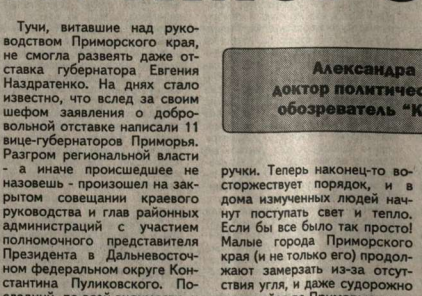 Тучи, витавшие над руко-
водством Приморского края,
не смогла развеять даже от-
ставка губернатора Евгения
Наздратенко. На днях стало
известно, что вслед за своим
шефом заявления о добро-
вольной отставке написали 11
вице-губернаторов Приморья.
Разгром региональной власти
- а иначе происшедшее не
назовешь - произошел на зак-
рытом совещании краевого
руководства и глав районных
администраций с участием
полномочного представителя
Президента в Дальневосточ-
ном федеральном округе Кон-
стантина Пуликовского. По-
Александра
доктор политичес
обозреватель "К
ручки. Теперь наконец-то во-
сторжествует порядок, и в
дома измученных людей нач-
нут поступать свет и тепло.
Если бы все было так просто!
Малые города Приморского
края (и не только его) продол-
жают замерзать из-за отсут-
ствия угля, и даже судорожно